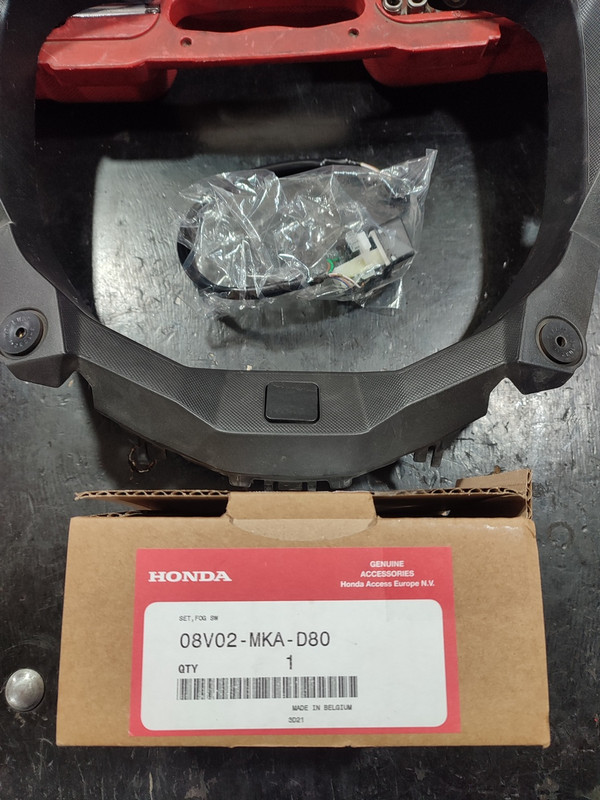 HONDA
GENUINE
ACCESSORIES
Honda Access Europe N.V.
SET,FOG SW
08V02-MKA-D80
QTY 1
MADE IN BELGIUM
3D21